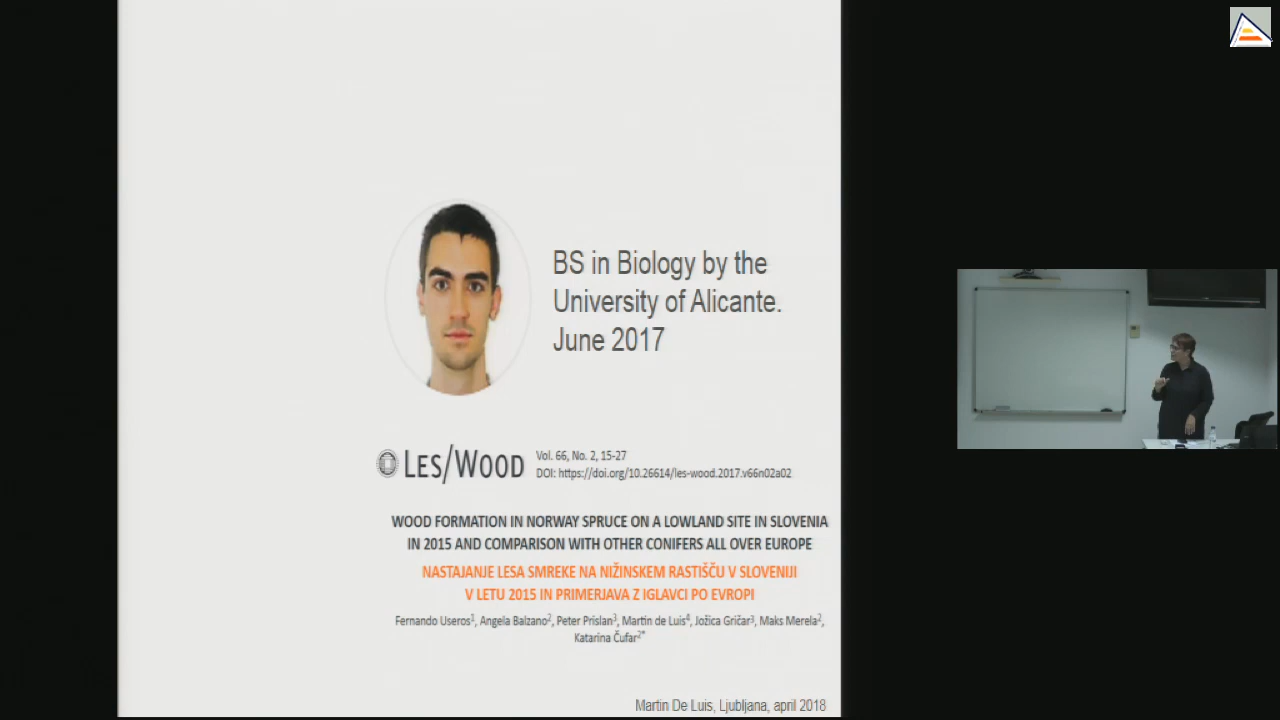 BS in Biology by the
University of Alicante.
June 2017
LES/WOOD
Vol. 66, No. 2, 15-27
DOI: https://doi.org/10.26614/les-wood.2017.v66n02a02
WOOD FORMATION IN NORWAY SPRUCE ON A LOWLAND SITE IN SLOVENIA
IN 2015 AND COMPARISON WITH OTHER CONIFERS ALL OVER EUROPE
NASTAJANJE LESA SMREKE NA NIŽINSKEM RASTIŠČU V SLOVENIJI
V LETU 2015 IN PRIMERJAVA Z IGLAVCI PO EVROPI
Fernando Useros1, Angela Balzano2, Peter Prislan3, Martin de Luis4, Jožica Gričar3, Maks Merela2,
Katarina Čufar2*
Martin De Luis, Ljubljana, april 2018